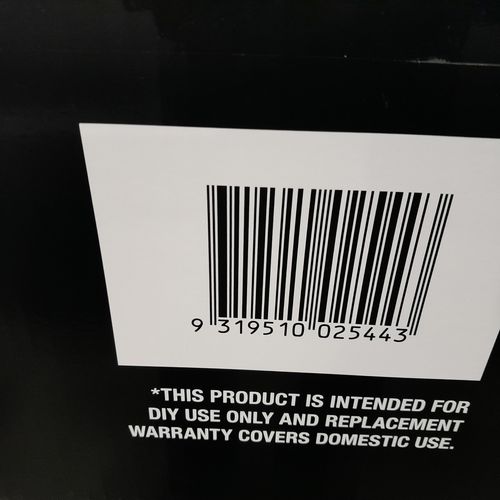 9 319510 025443
*THIS PRODUCT IS INTENDED FOR
DIY USE ONLY AND REPLACEMENT
WARRANTY COVERS DOMESTIC USE.